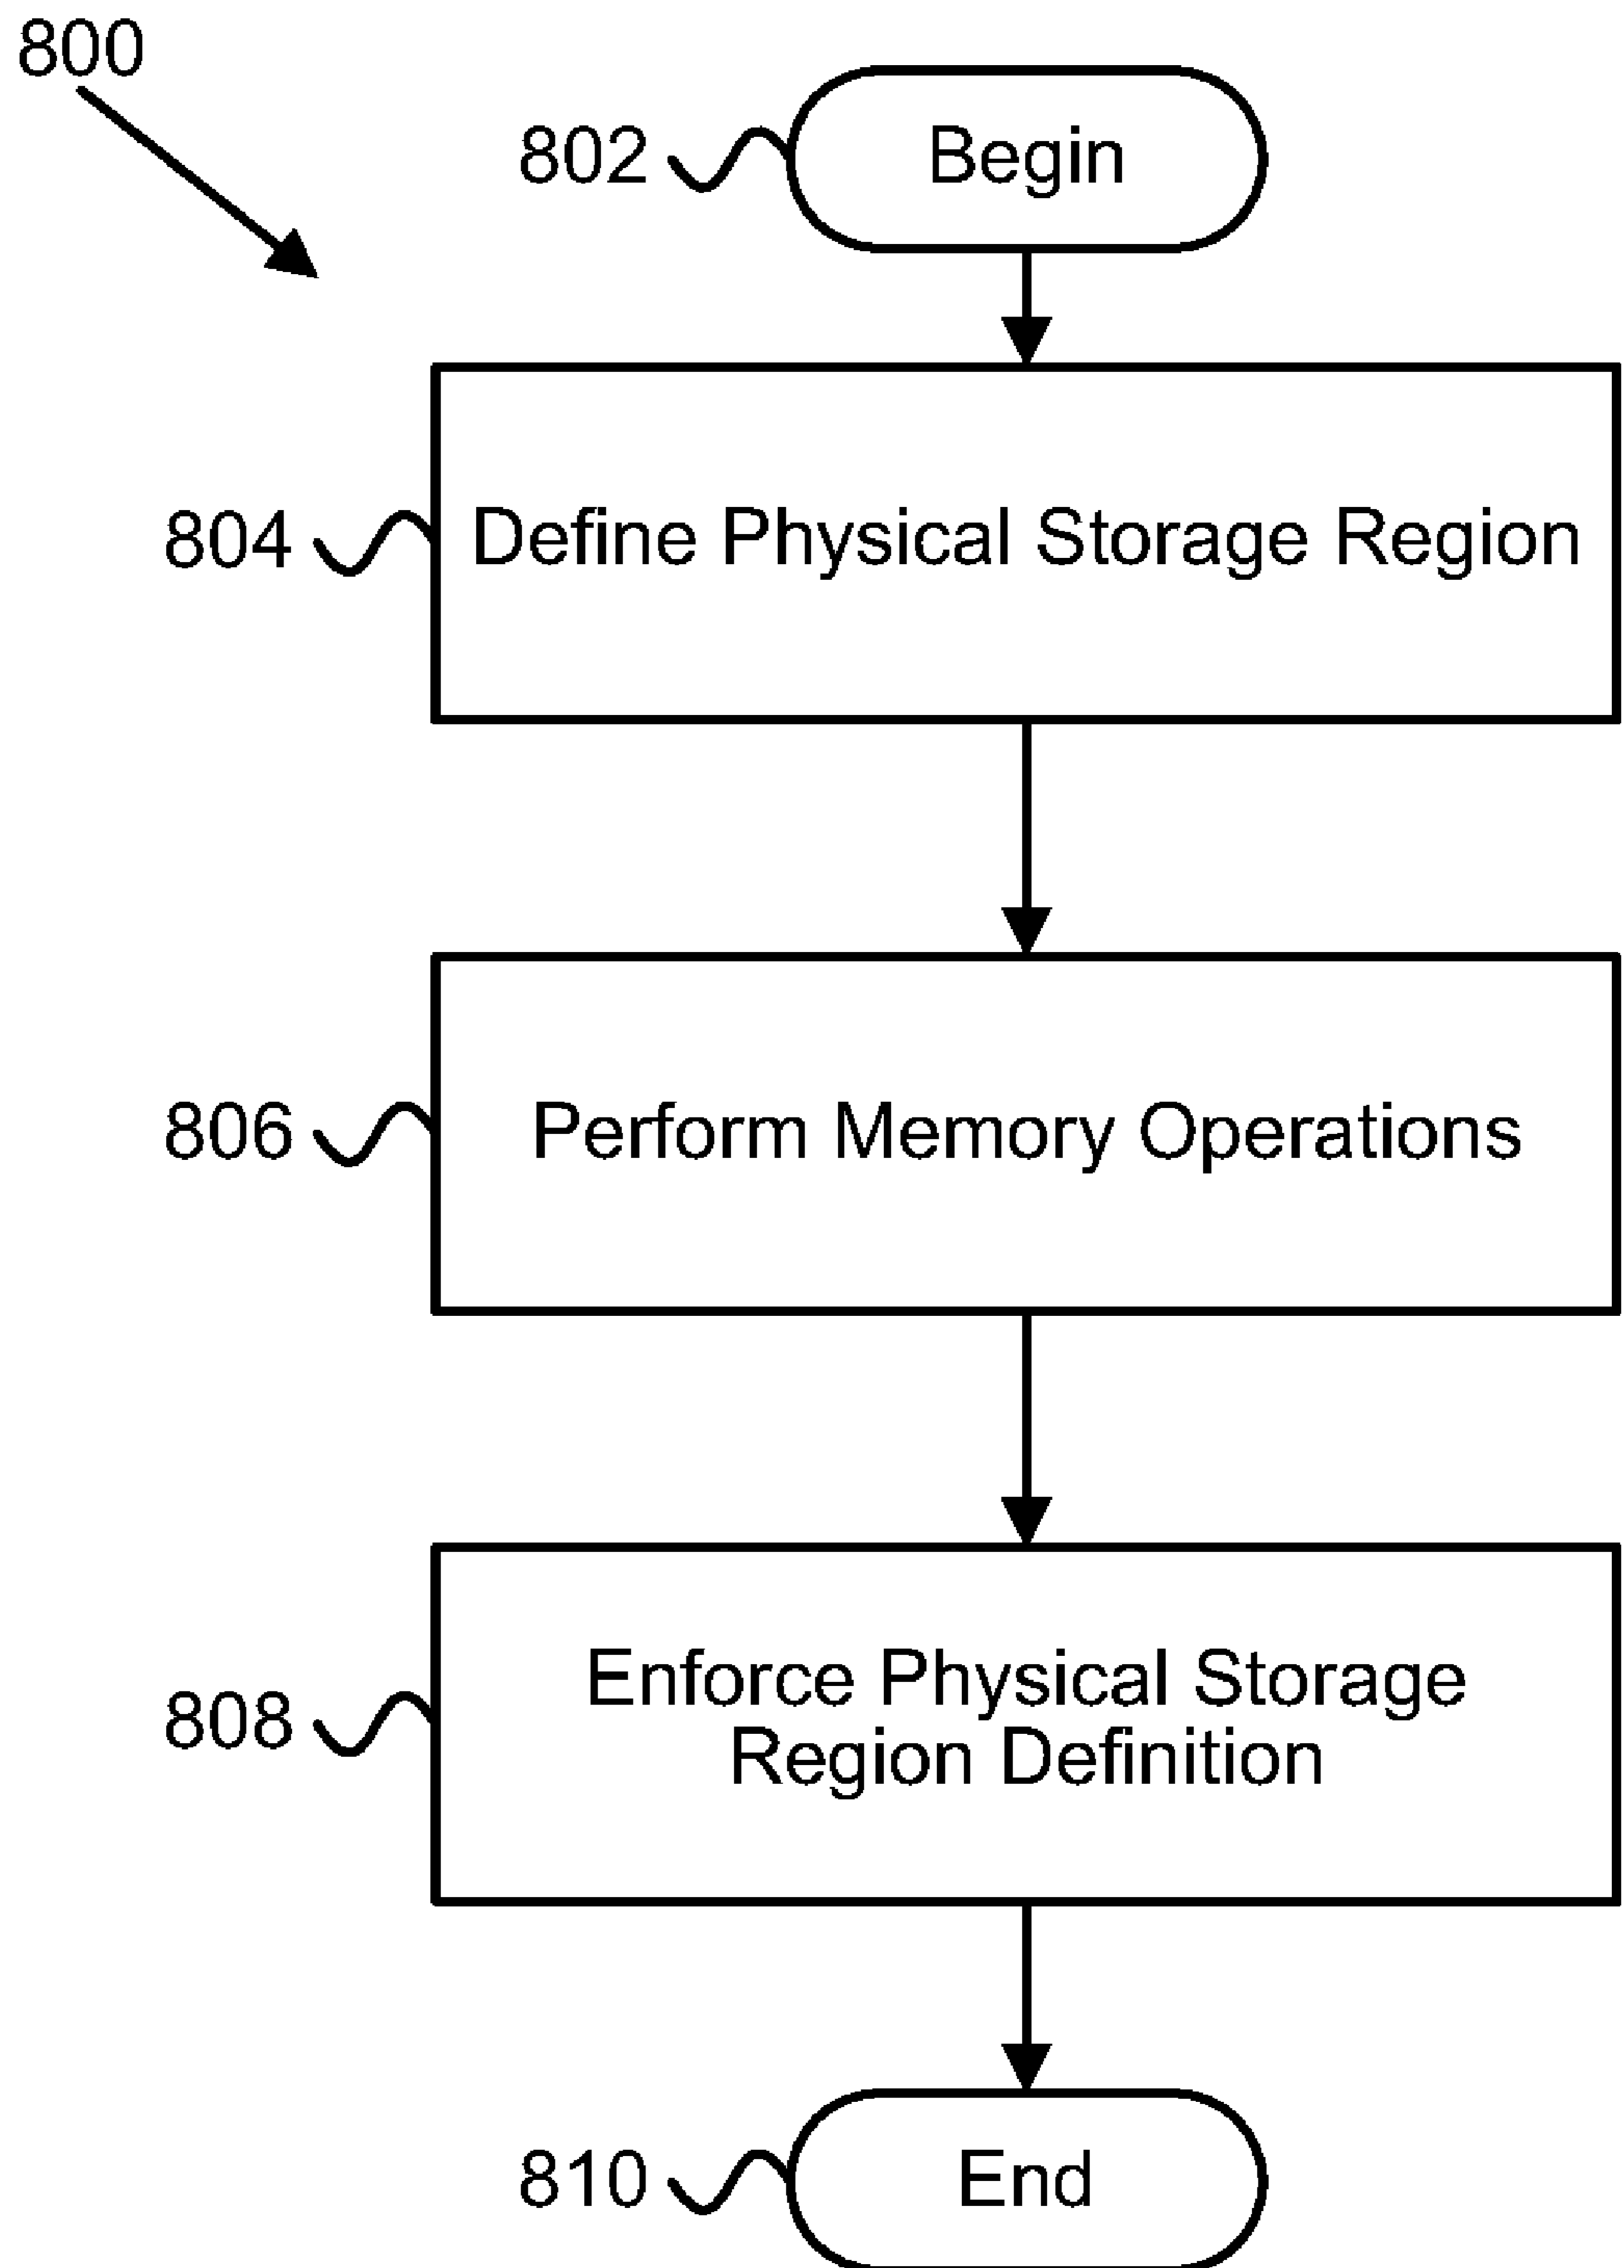 800
802
Begin
804
Define Physical Storage Region
806
Perform Memory Operations
808
Enforce Physical Storage
Region Definition
810
End